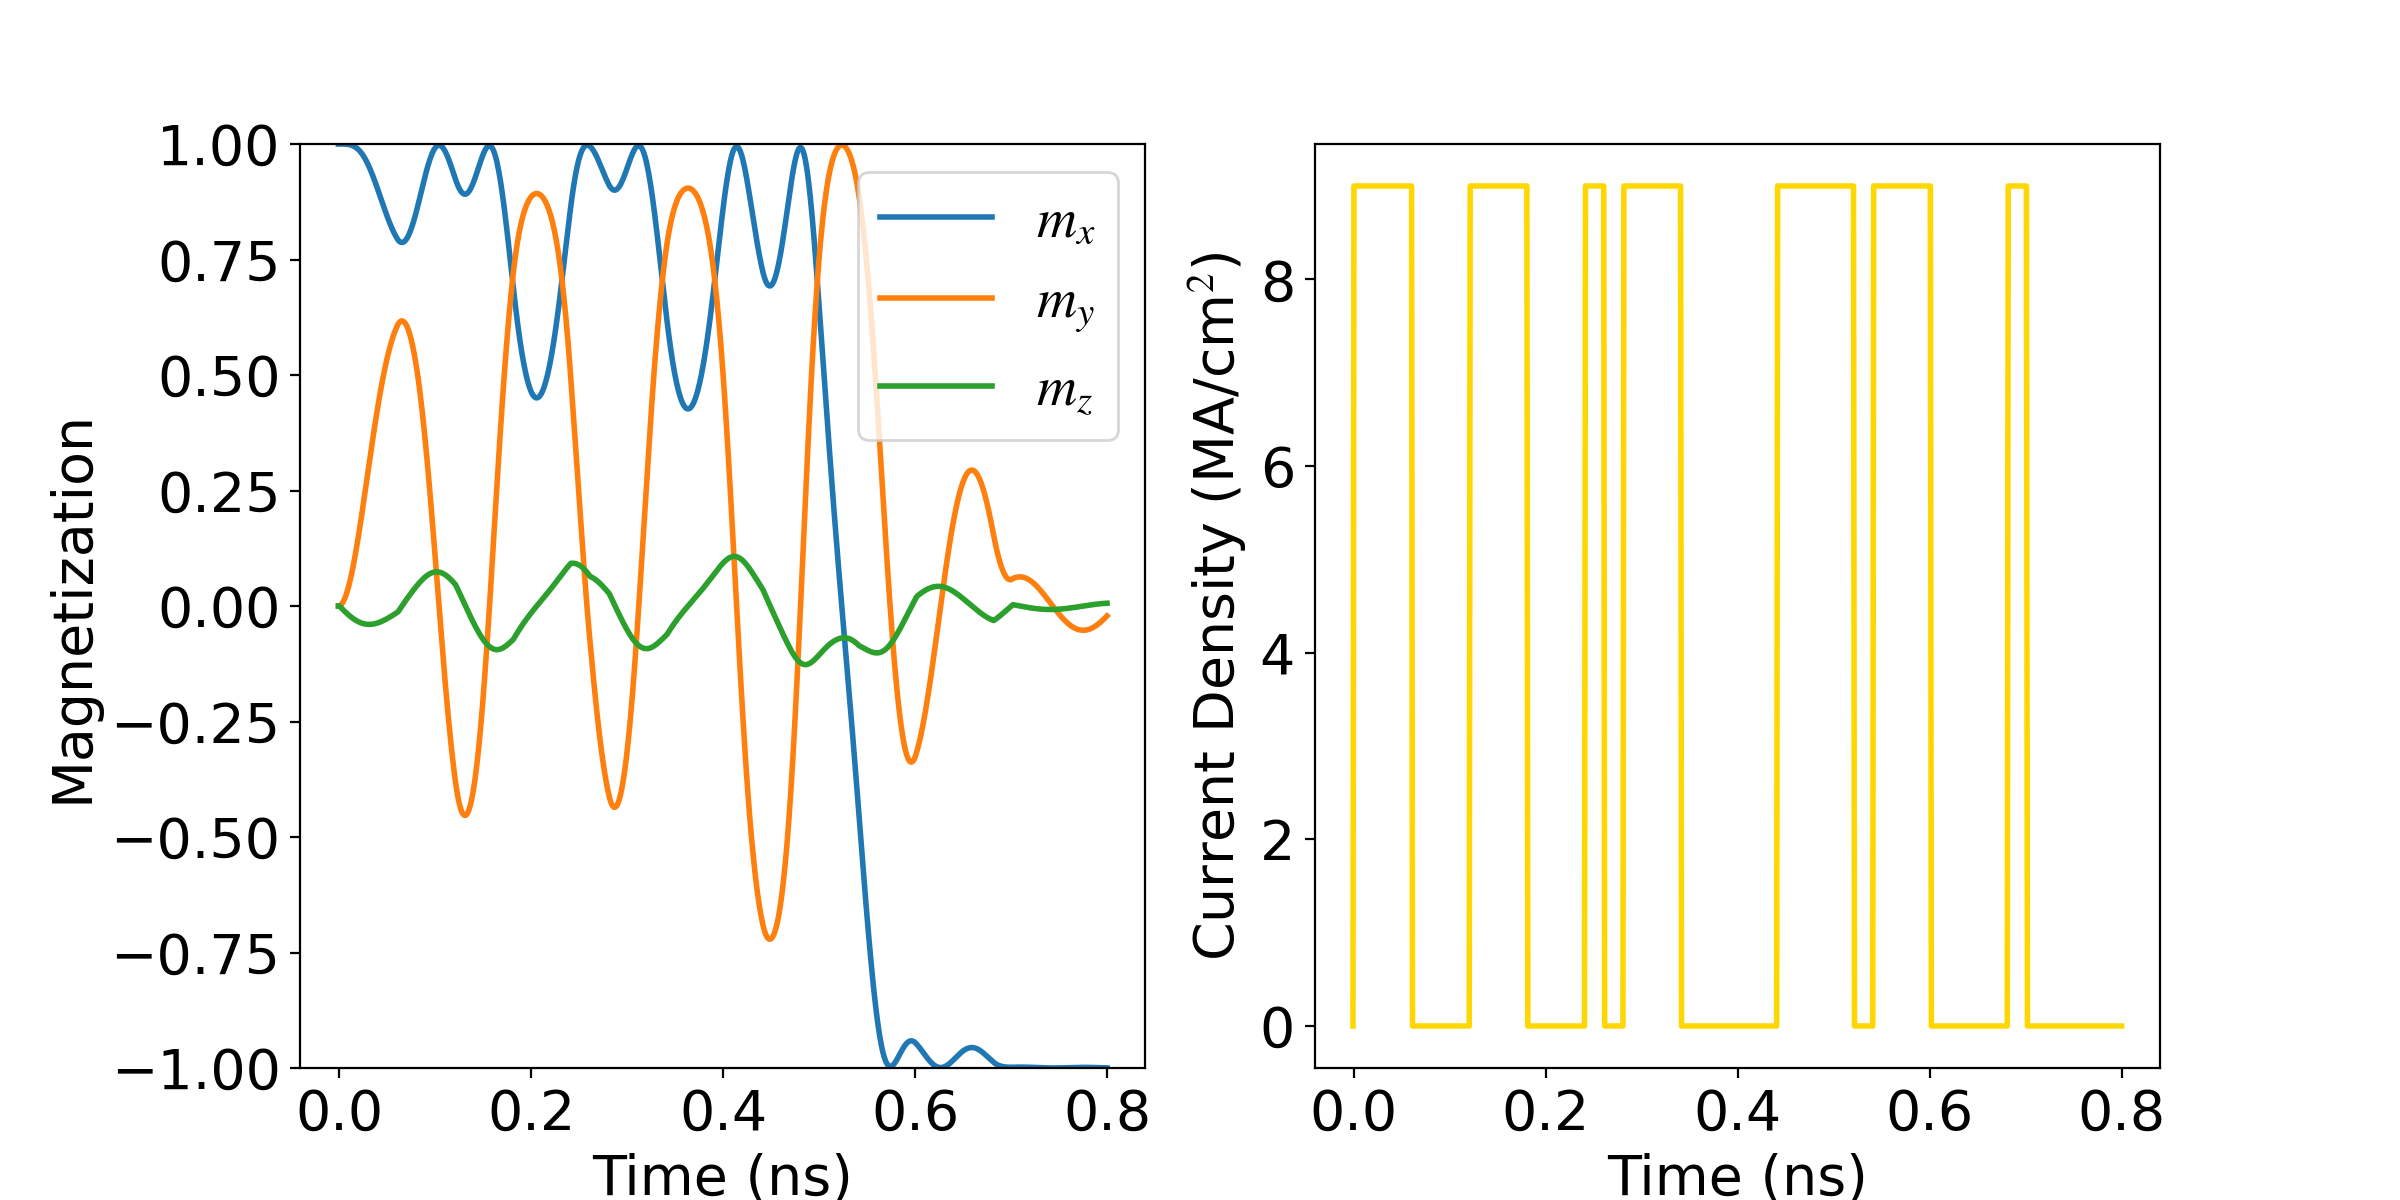 1.00
0.75
0.50
0.25
0.00
−0.25
−0.50
−0.75
−1.00
Magnetization
0.0 0.2 0.4 0.6 0.8
Time (ns)
mₓ
m_y
m_z
8
6
4
2
0
Current Density (MA/cm²)
0.0 0.2 0.4 0.6 0.8
Time (ns)